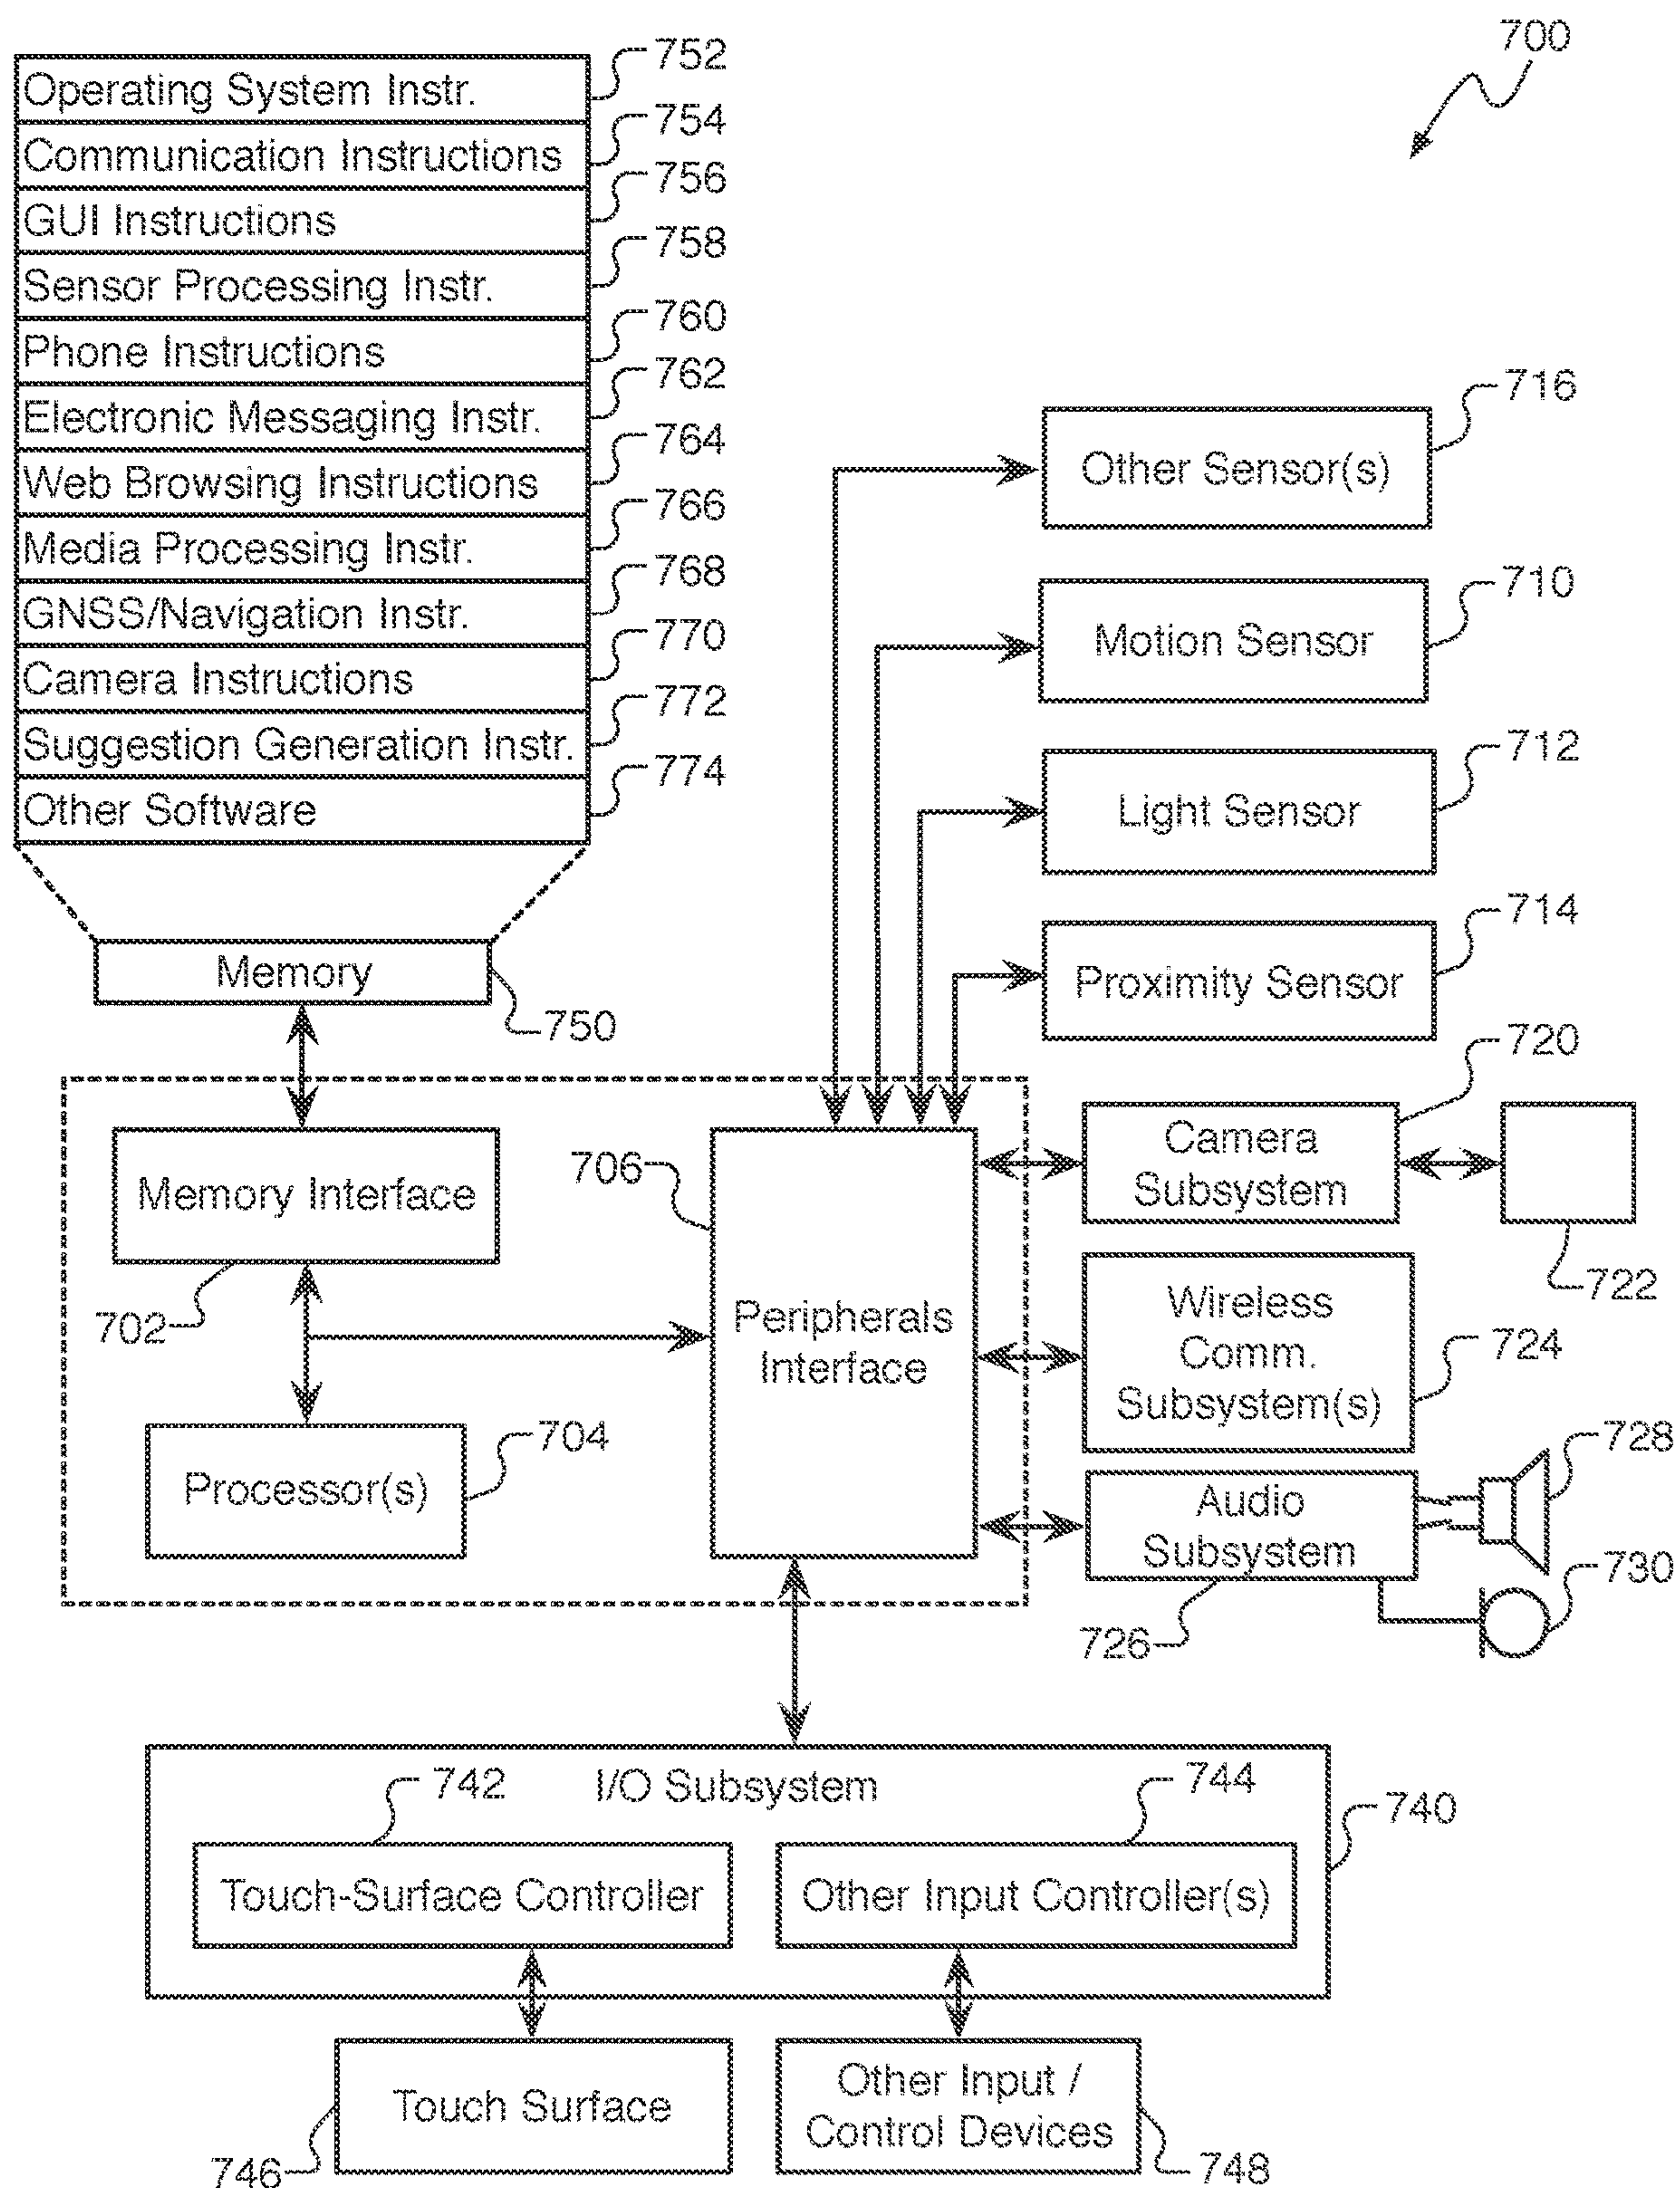 700
Operating System Instr.
752
Communication Instructions
754
GUI Instructions
756
Sensor Processing Instr.
758
Phone Instructions
760
Electronic Messaging Instr.
762
Web Browsing Instructions
764
Media Processing Instr.
766
GNSS/Navigation Instr.
768
Camera Instructions
770
Suggestion Generation Instr.
772
Other Software
774
Memory
750
Other Sensor(s)
716
Motion Sensor
710
Light Sensor
712
Proximity Sensor
714
Memory Interface
702
Processor(s)
704
706
Peripherals
Interface
Camera
Subsystem
720
722
Wireless
Comm.
Subsystem(s)
724
Audio
Subsystem
726
728
730
I/O Subsystem
740
742
Touch-Surface Controller
744
Other Input Controller(s)
Touch Surface
746
Other Input /
Control Devices
748